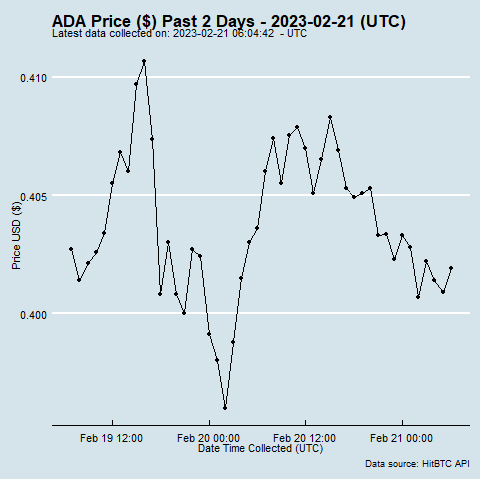 ADA Price ($) Past 2 Days - 2023-02-21 (UTC)
Latest data collected on: 2023-02-21 06:04:42  - UTC
0.410
0.405
0.400
Price USD ($)
Feb 19 12:00
Feb 20 00:00
Feb 20 12:00
Feb 21 00:00
Date Time Collected (UTC)
Data source: HitBTC API